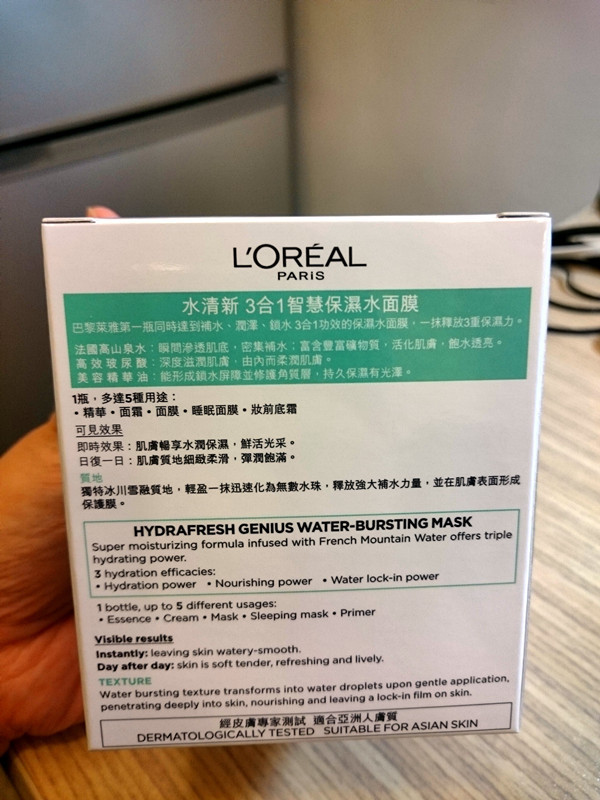 L'ORÉAL
PARIS
水清新 3合1智慧保濕水面膜
巴黎萊雅第一瓶同時達到補水、潤澤、鎖水 3合1功效的保濕水面膜，一抹釋放3重保濕力。
法國高山泉水：瞬間滲透肌底，密集補水；富含豐富礦物質，活化肌膚，飽水透亮。
高效玻尿酸：深度滋潤肌膚，由內而柔潤肌膚。
美容精華油：能形成鎖水屏障並修護角質層，持久保濕有光澤。
1瓶，多達5種用途：
• 精華 • 面霜 • 面膜 • 睡眠面膜 • 妝前底霜
可見效果
即時效果：肌膚暢享水潤保濕，鮮活光采。
日復一日：肌膚質地細緻柔滑，彈潤飽滿。
質地
獨特冰川雪融質地，輕盈一抹迅速化為無數水珠，釋放強大補水力量，並在肌膚表面形成
保護膜。
HYDRAFRESH GENIUS WATER-BURSTING MASK
Super moisturizing formula infused with French Mountain Water offers triple
hydrating power.
3 hydration efficacies:
• Hydration power • Nourishing power • Water lock-in power
1 bottle, up to 5 different usages:
• Essence • Cream • Mask • Sleeping mask • Primer
Visible results
Instantly: leaving skin watery-smooth.
Day after day: skin is soft tender, refreshing and lively.
TEXTURE
Water bursting texture transforms into water droplets upon gentle application,
penetrating deeply into skin, nourishing and leaving a lock-in film on skin.
經皮膚專家測試 適合亞洲人膚質
DERMATOLOGICALLY TESTED SUITABLE FOR ASIAN SKIN